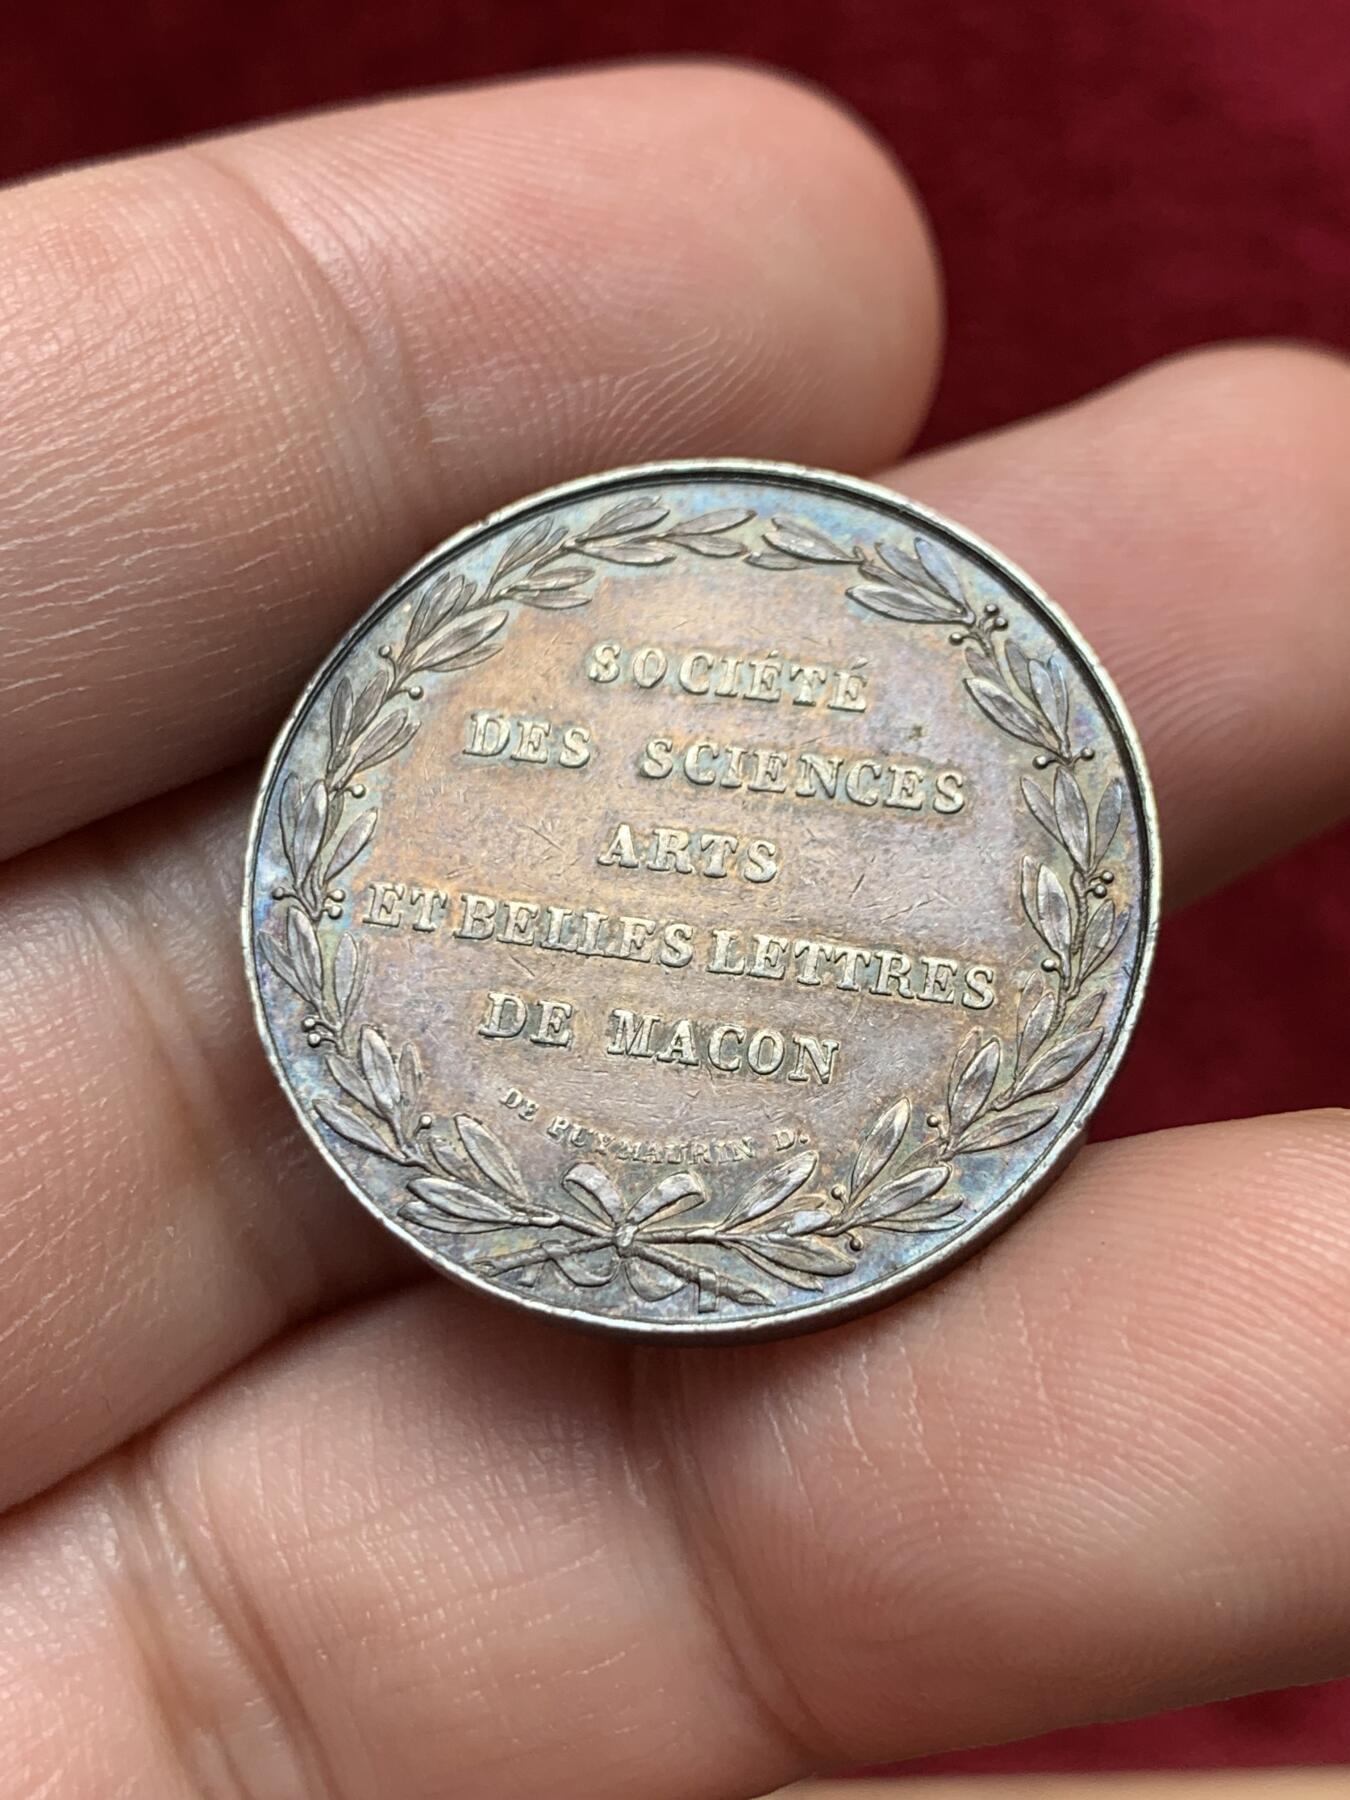 SOCIÉTÉ
DES SCIENCES
ARTS
ET BELLES LETTRES
DE MACON
DE PUYMAURIN D.